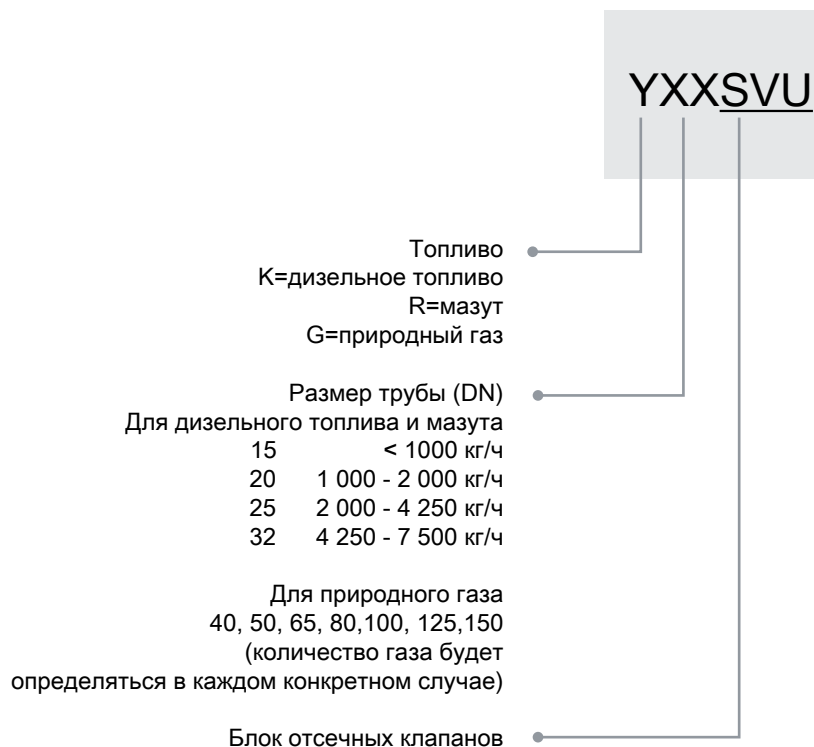 YXXSVU
Топливо
K=дизельное топливо
R=мазут
G=природный газ
Размер трубы (DN)
Для дизельного топлива и мазута
15 < 1000 кг/ч
20 1 000 - 2 000 кг/ч
25 2 000 - 4 250 кг/ч
32 4 250 - 7 500 кг/ч
Для природного газа
40, 50, 65, 80,100, 125,150
(количество газа будет
определяться в каждом конкретном случае)
Блок отсечных клапанов